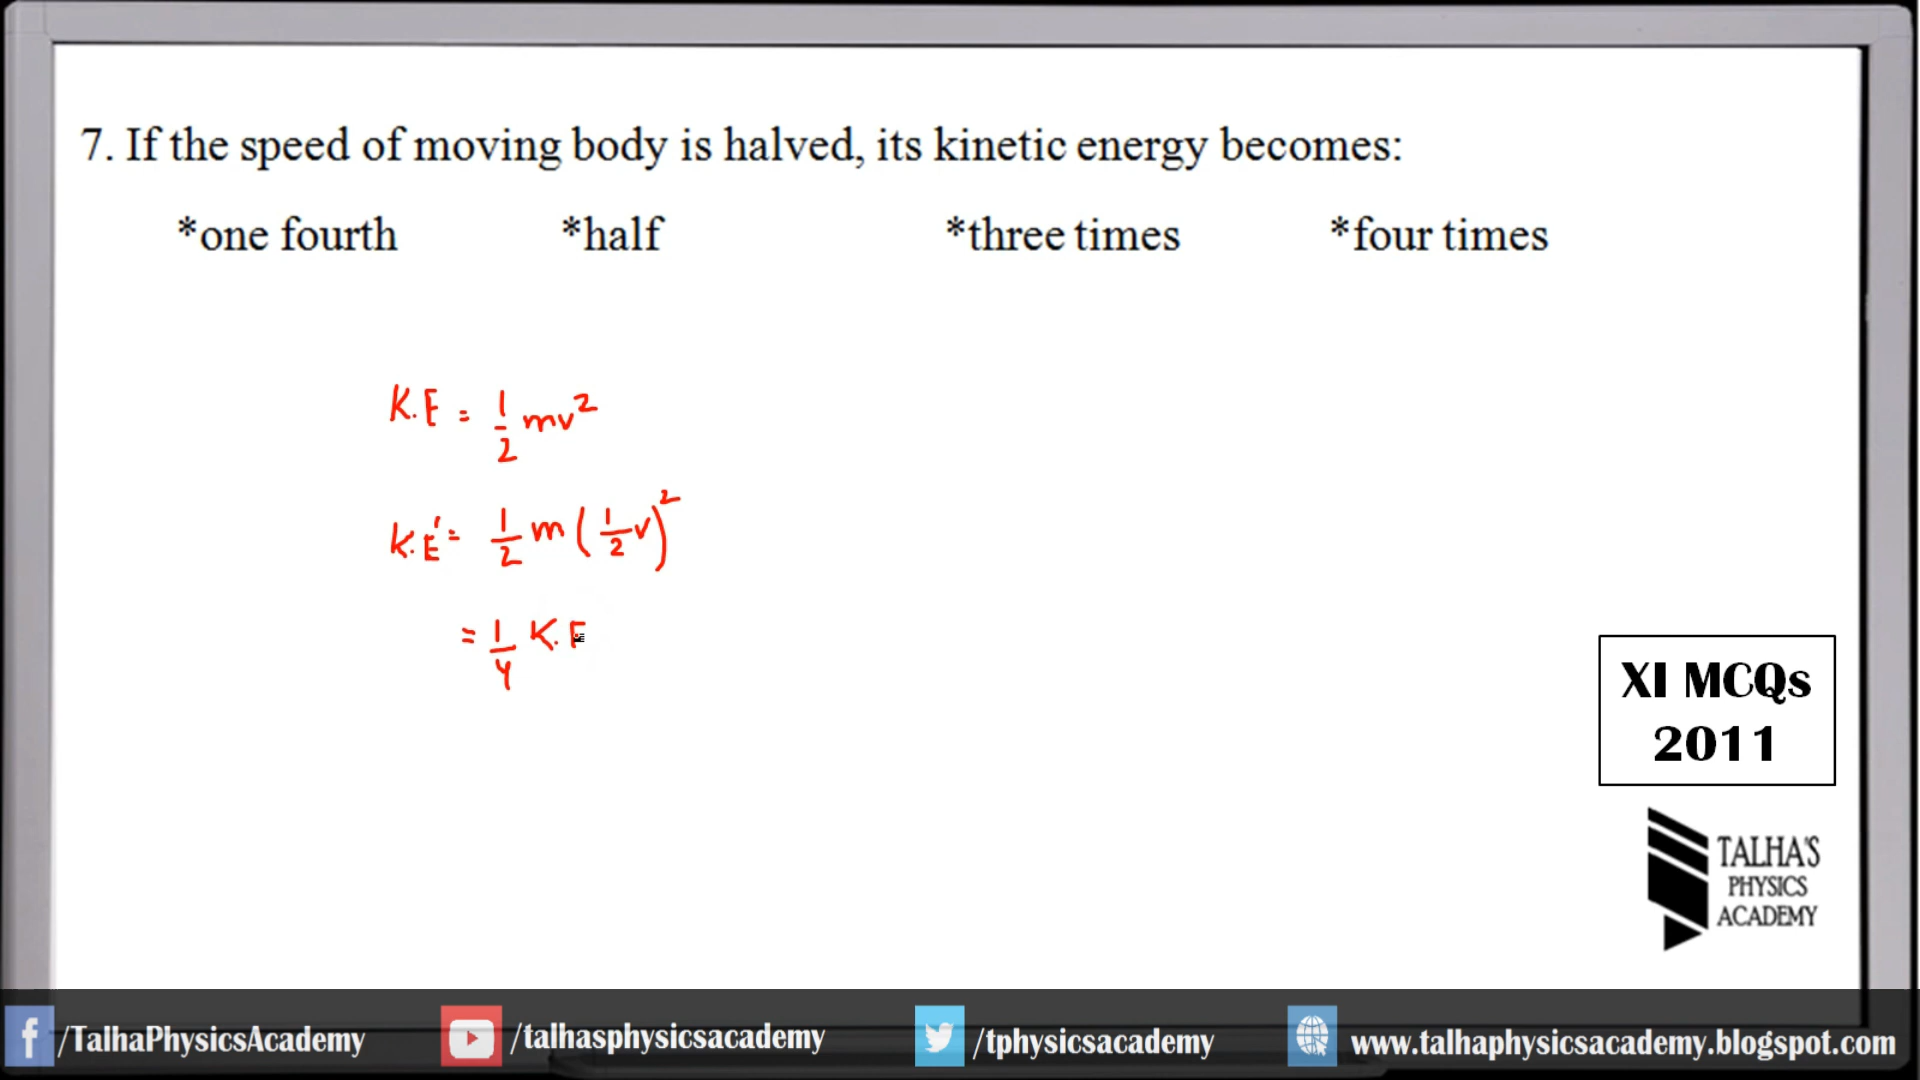 7. If the speed of moving body is halved, its kinetic energy becomes:
*one fourth *half *three times *four times
K.E = 1/2 mv²
K.E' = 1/2 m (1/2 v)²
= 1/4 K.E
XI MCQs
2011
TALHA'S
PHYSICS
ACADEMY
/TalhaPhysicsAcademy /talhasphysicsacademy /tphysicsacademy www.talhaphysicsacademy.blogspot.com